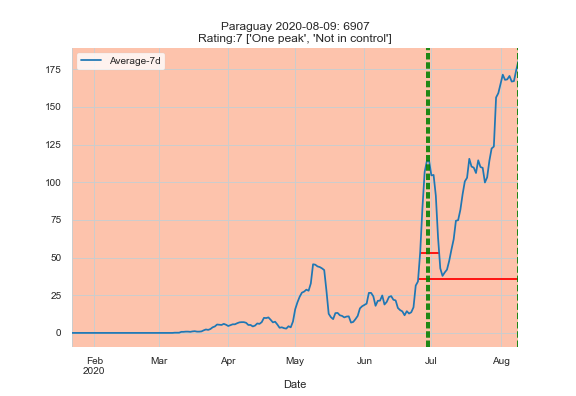 Paraguay 2020-08-09: 6907
Rating:7 ['One peak', 'Not in control']
Average-7d
175
150
125
100
75
50
25
0
Feb Mar Apr May Jun Jul Aug
2020
Date